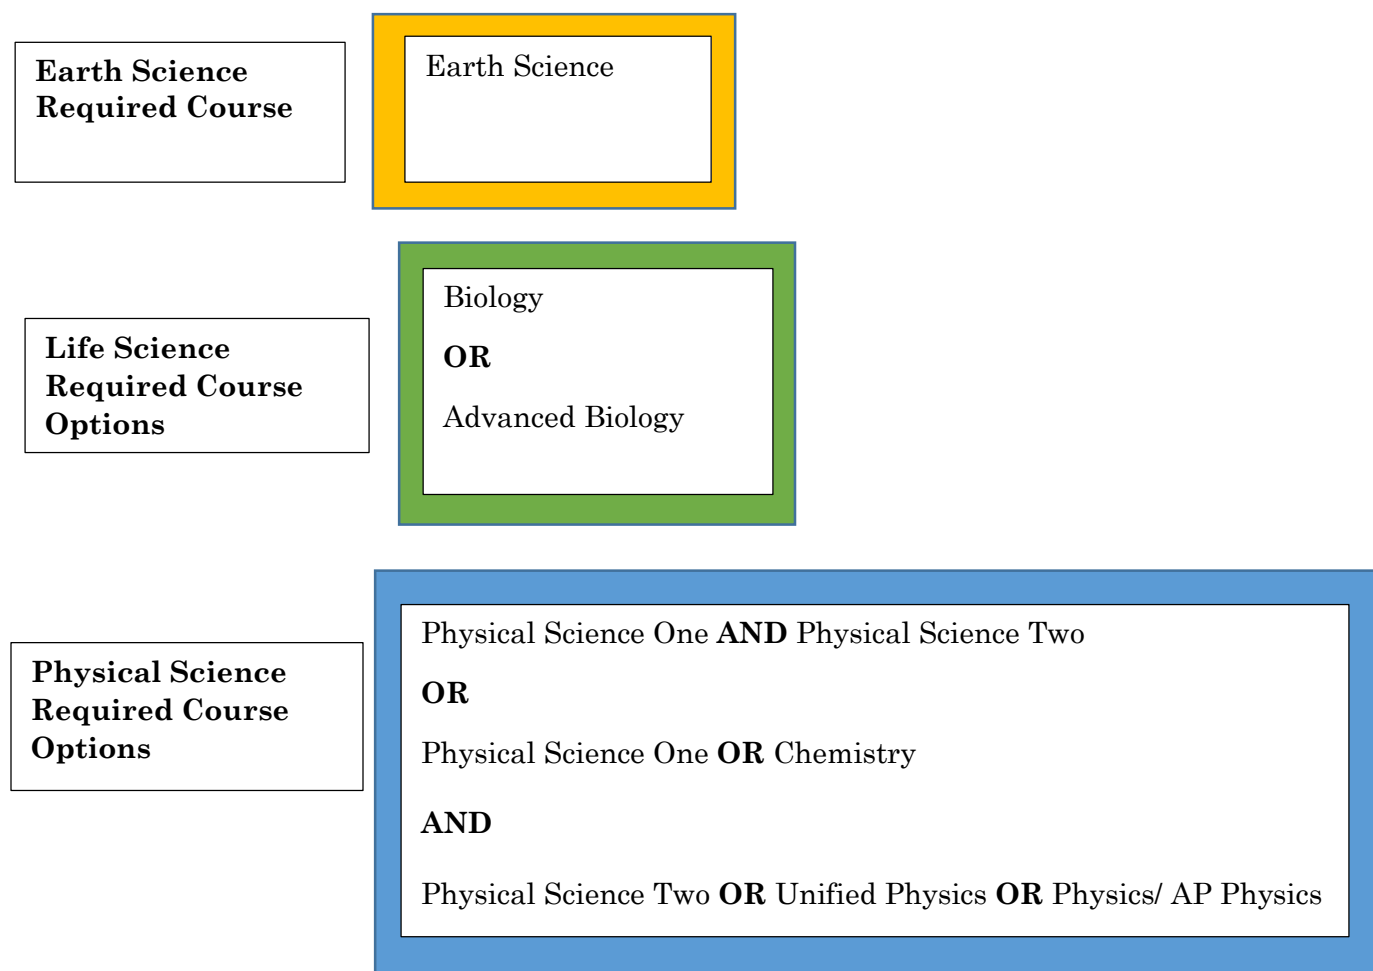 Earth Science
Required Course
Earth Science
Life Science
Required Course
Options
Biology
OR
Advanced Biology
Physical Science
Required Course
Options
Physical Science One AND Physical Science Two
OR
Physical Science One OR Chemistry
AND
Physical Science Two OR Unified Physics OR Physics/ AP Physics